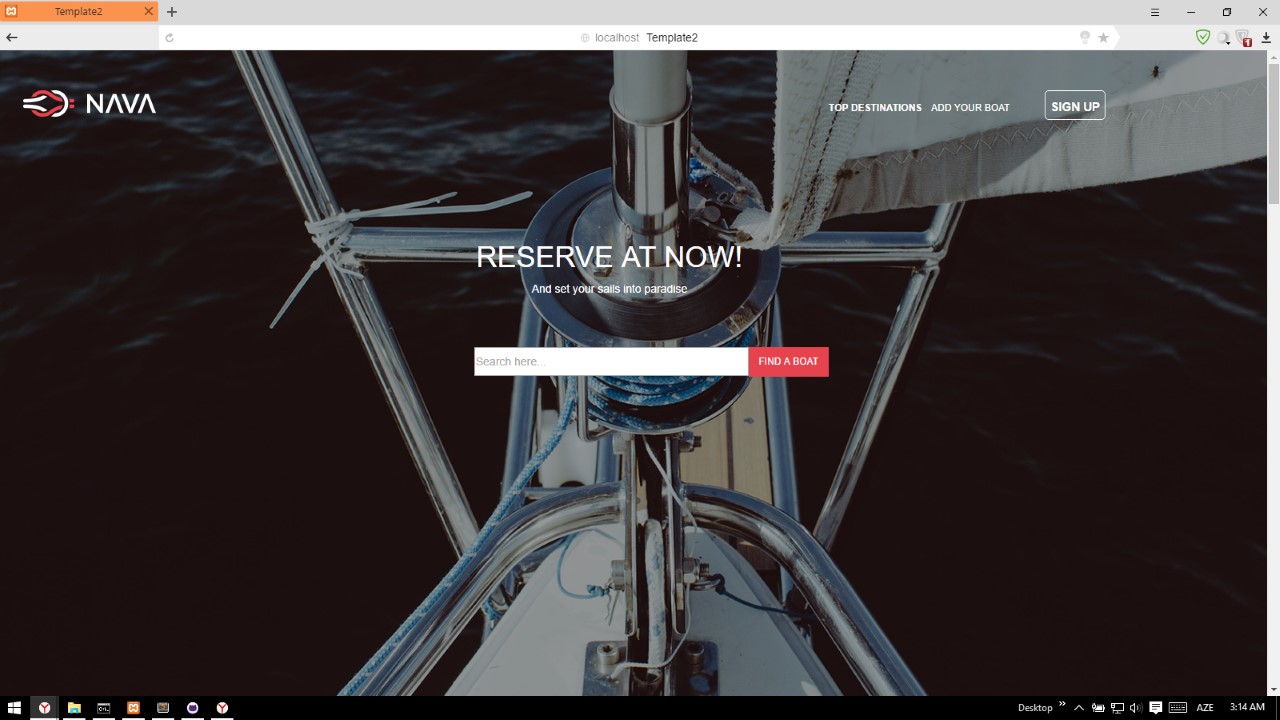 Template2
localhost Template2
1
NAVA
TOP DESTINATIONS ADD YOUR BOAT SIGN UP
RESERVE AT NOW!
And set your sails into paradise
Search here...
FIND A BOAT
Desktop AZE 3:14 AM